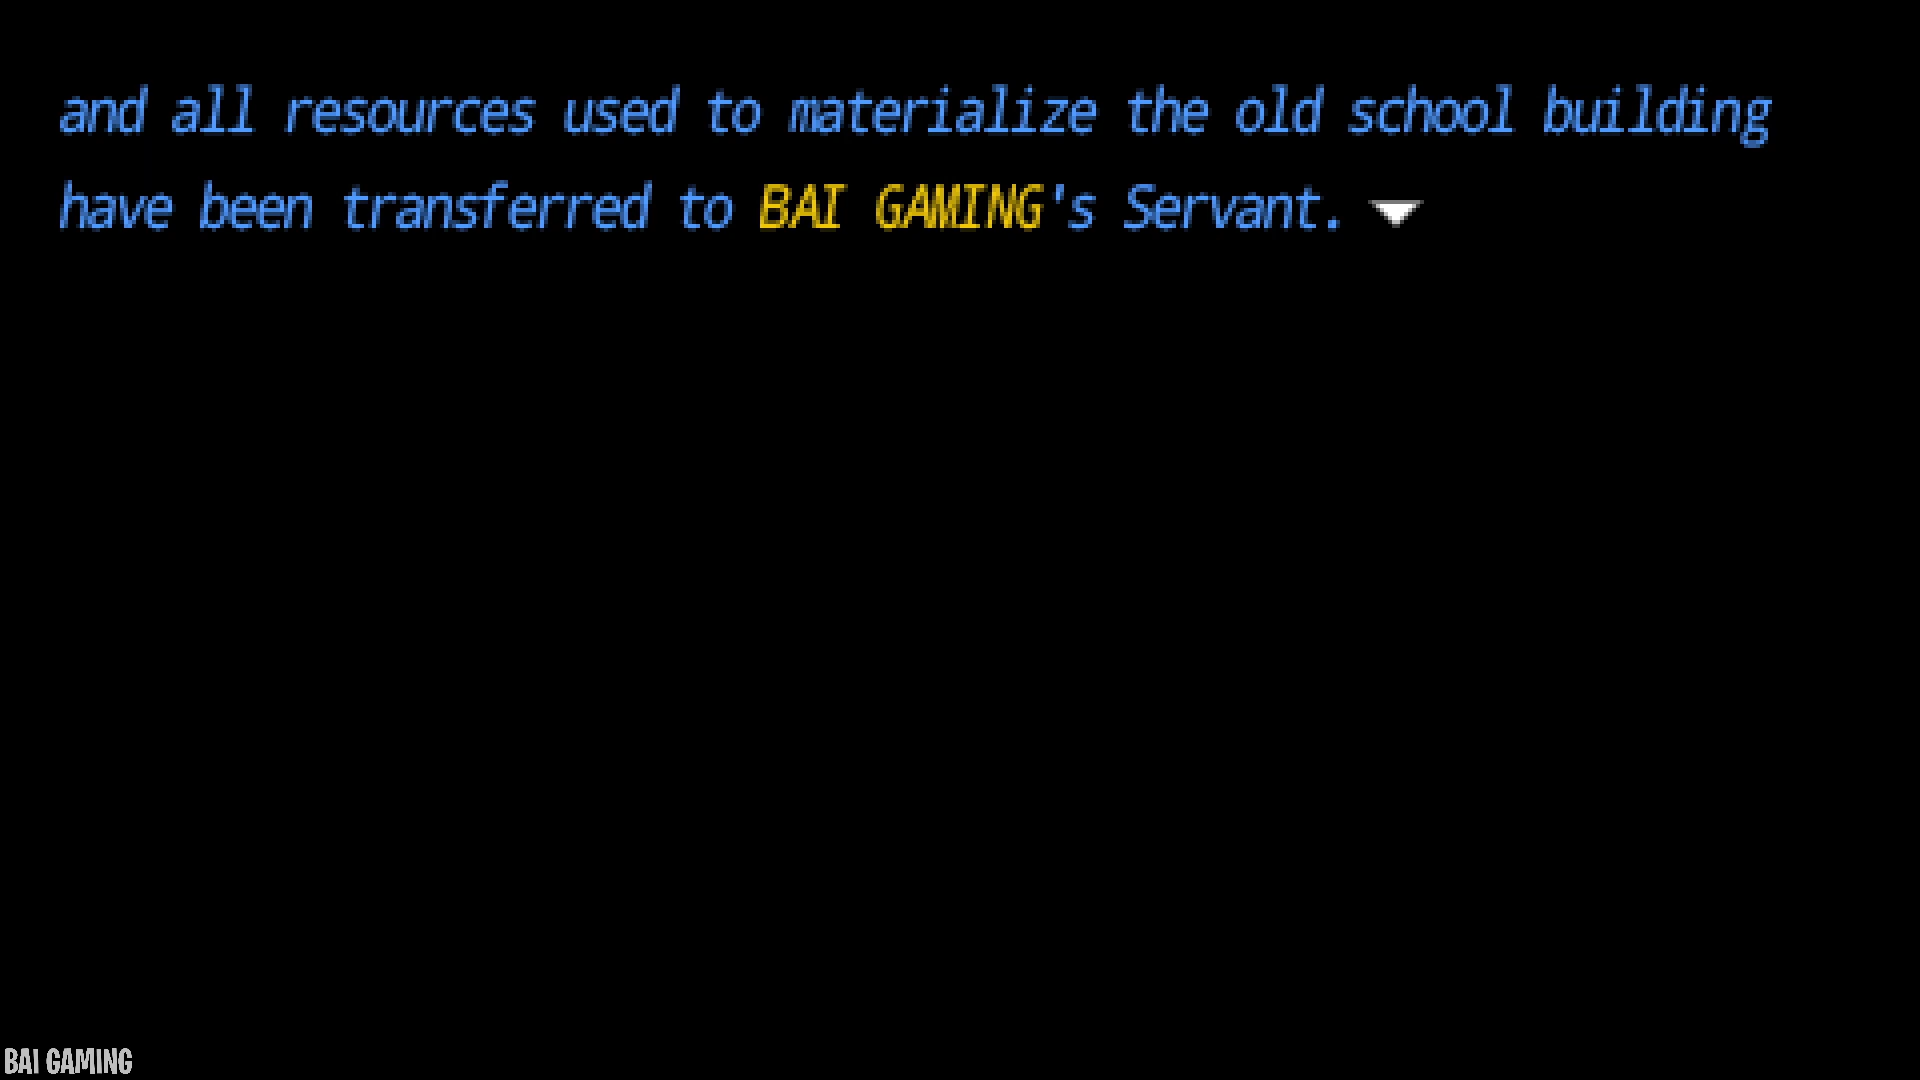 and all resources used to materialize the old school building
have been transferred to BAI GAMING's Servant.
BAI GAMING